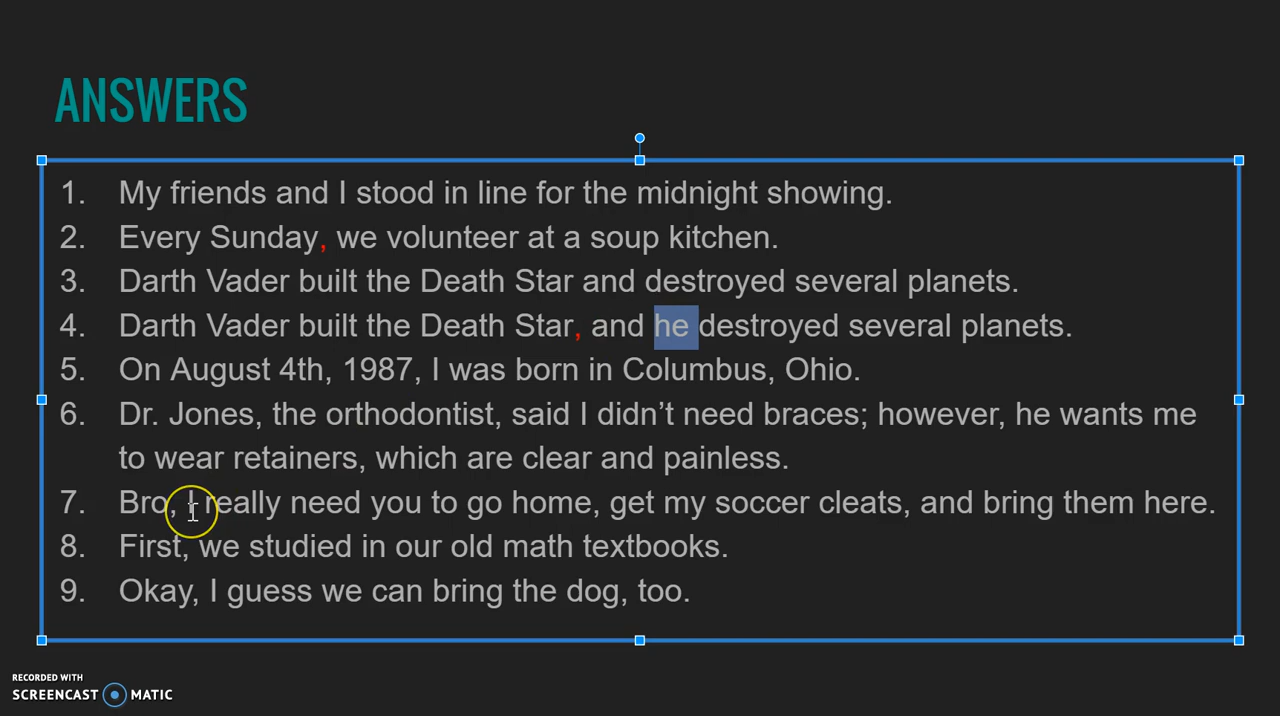 ANSWERS
1. My friends and I stood in line for the midnight showing.
2. Every Sunday, we volunteer at a soup kitchen.
3. Darth Vader built the Death Star and destroyed several planets.
4. Darth Vader built the Death Star, and he destroyed several planets.
5. On August 4th, 1987, I was born in Columbus, Ohio.
6. Dr. Jones, the orthodontist, said I didn’t need braces; however, he wants me
to wear retainers, which are clear and painless.
7. Bro, I really need you to go home, get my soccer cleats, and bring them here.
8. First, we studied in our old math textbooks.
9. Okay, I guess we can bring the dog, too.
RECORDED WITH
SCREENCAST MATIC